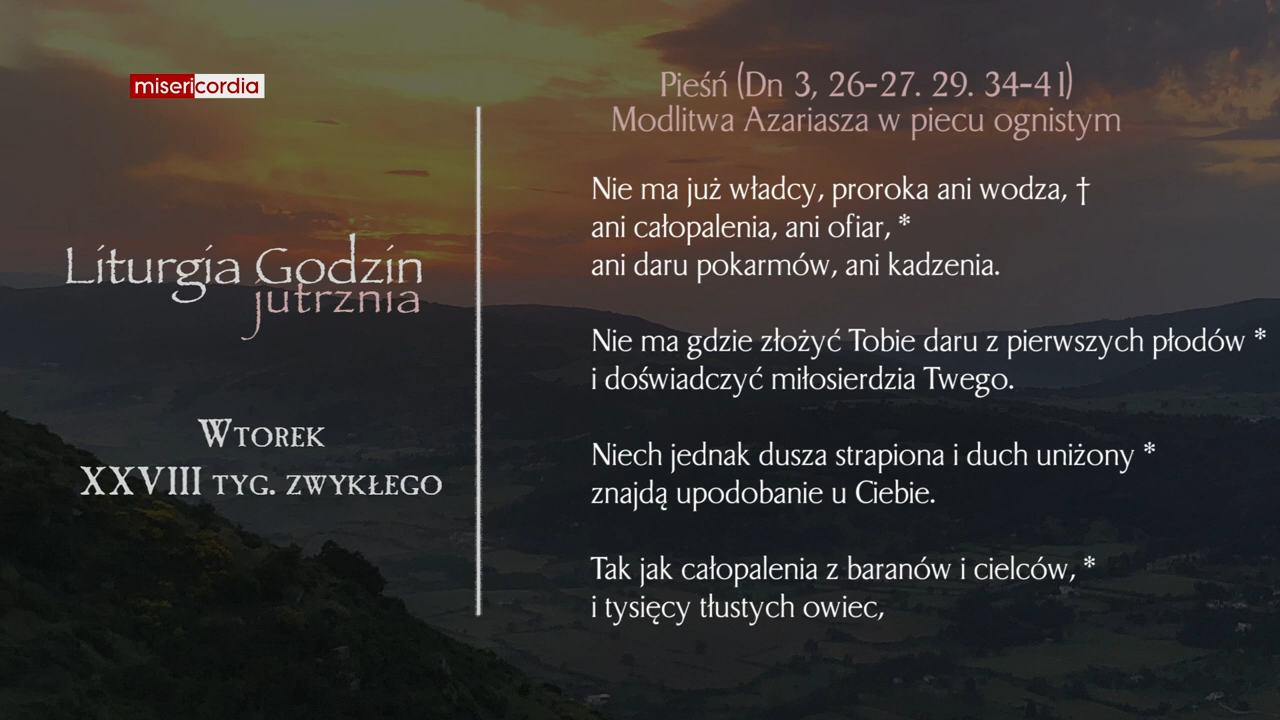 misericordia
Liturgia Godzin
jutrznia
Wtorek
XXVIII tyg. zwykłego
Pieśń (Dn 3, 26-27. 29. 34-41)
Modlitwa Azariasza w piecu ognistym
Nie ma już władcy, proroka ani wodza, †
ani całopalenia, ani ofiar, *
ani daru pokarmów, ani kadzenia.
Nie ma gdzie złożyć Tobie daru z pierwszych płodów *
i doświadczyć miłosierdzia Twego.
Niech jednak dusza strapiona i duch uniżony *
znajdą upodobanie u Ciebie.
Tak jak całopalenia z baranów i cielców, *
i tysięcy tłustych owiec,